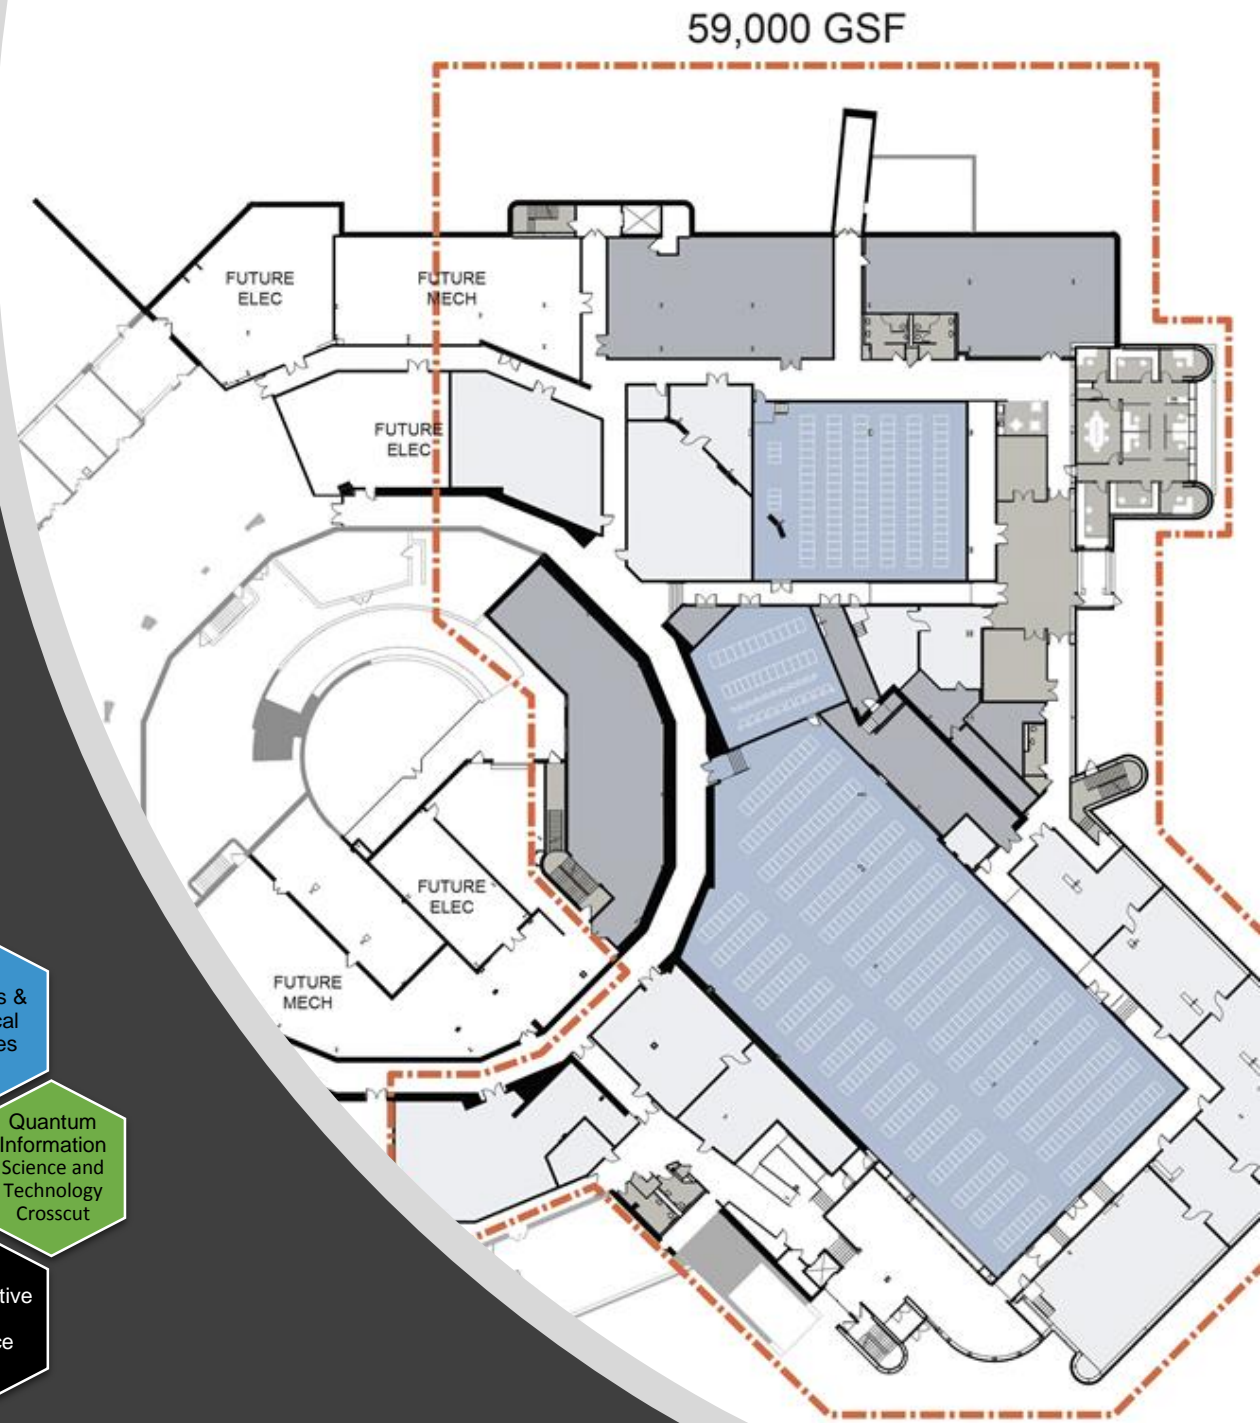 59,000 GSF
FUTURE
ELEC
FUTURE
MECH
FUTURE
ELEC
FUTURE
ELEC
FUTURE
MECH
Quantum
Information
Science and
Technology
Crosscut